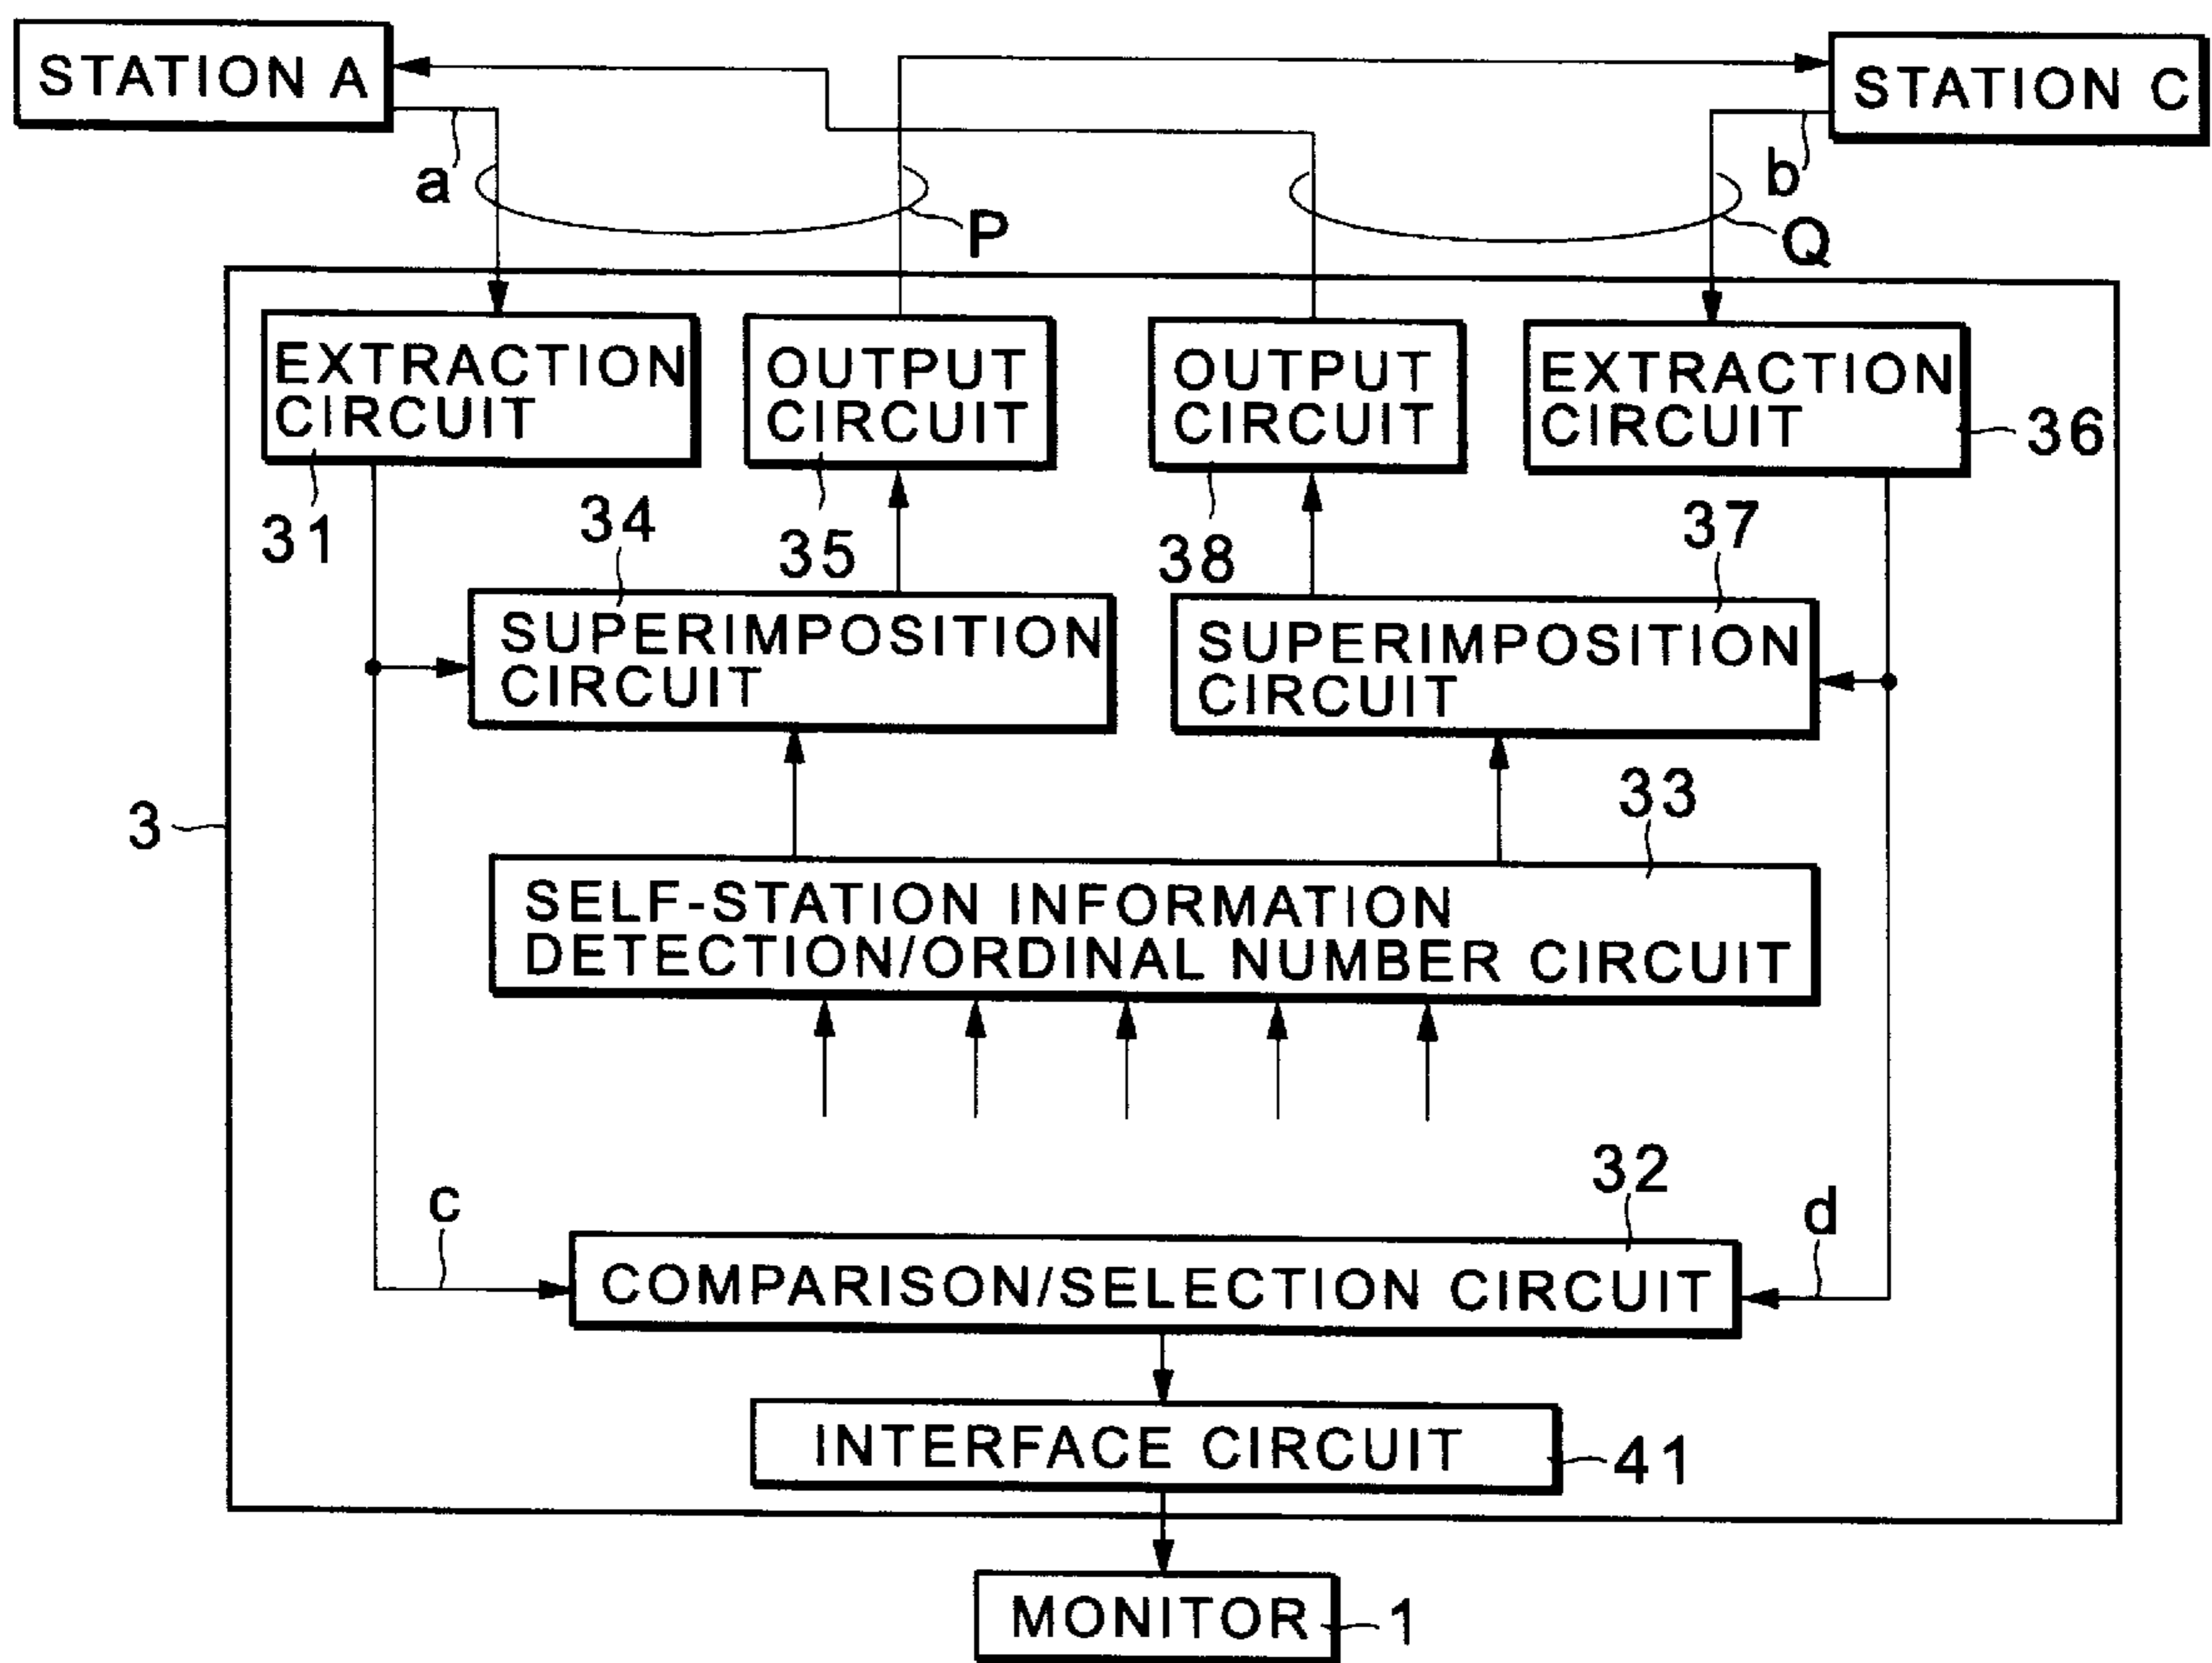 STATION A
STATION C
a
b
P
Q
EXTRACTION
CIRCUIT
OUTPUT
CIRCUIT
OUTPUT
CIRCUIT
EXTRACTION
CIRCUIT
36
31
34
35
38
37
SUPERIMPOSITION
CIRCUIT
SUPERIMPOSITION
CIRCUIT
3
33
SELF-STATION INFORMATION
DETECTION/ORDINAL NUMBER CIRCUIT
32
c
d
COMPARISON/SELECTION CIRCUIT
INTERFACE CIRCUIT
41
MONITOR
1